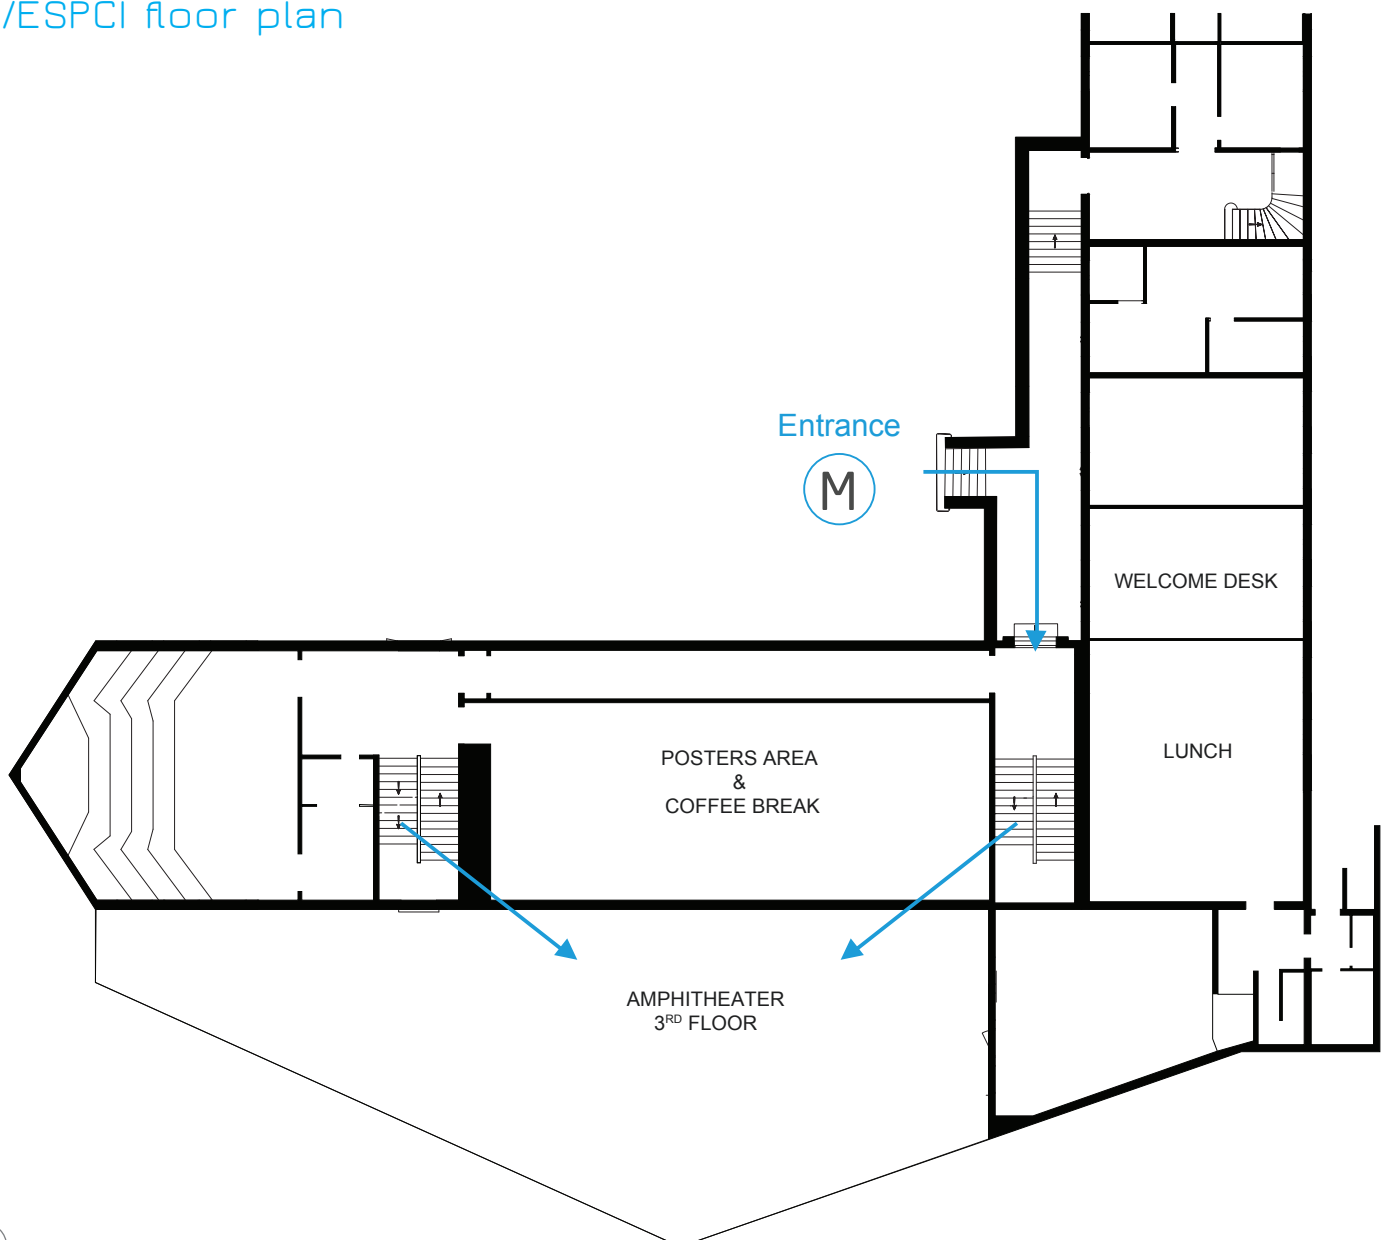 /ESPCI floor plan
Entrance
M
WELCOME DESK
POSTERS AREA
&
COFFEE BREAK
LUNCH
AMPHITHEATER
3RD FLOOR